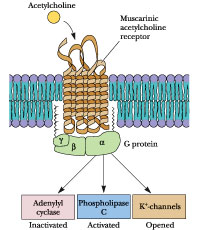 Acetylcholine
Muscarinic
acetylcholine
receptor
γ
β
α
G protein
Adenylyl
cyclase
Phospholipase
C
K⁺-channels
Inactivated
Activated
Opened